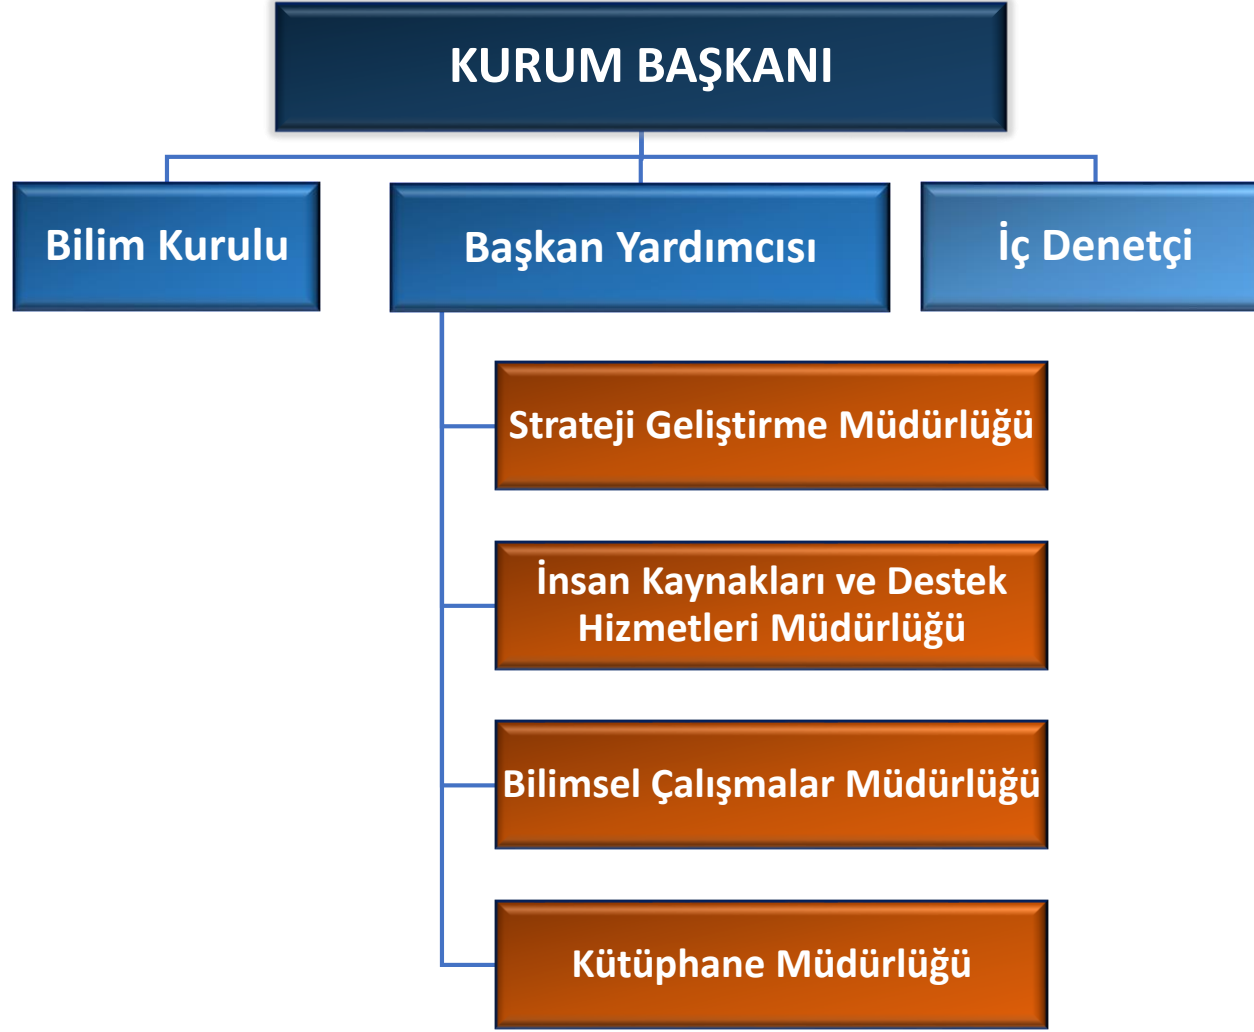 KURUM BAŞKANI
Bilim Kurulu
Başkan Yardımcısı
İç Denetçi
Strateji Geliştirme Müdürlüğü
İnsan Kaynakları ve Destek
Hizmetleri Müdürlüğü
Bilimsel Çalışmalar Müdürlüğü
Kütüphane Müdürlüğü